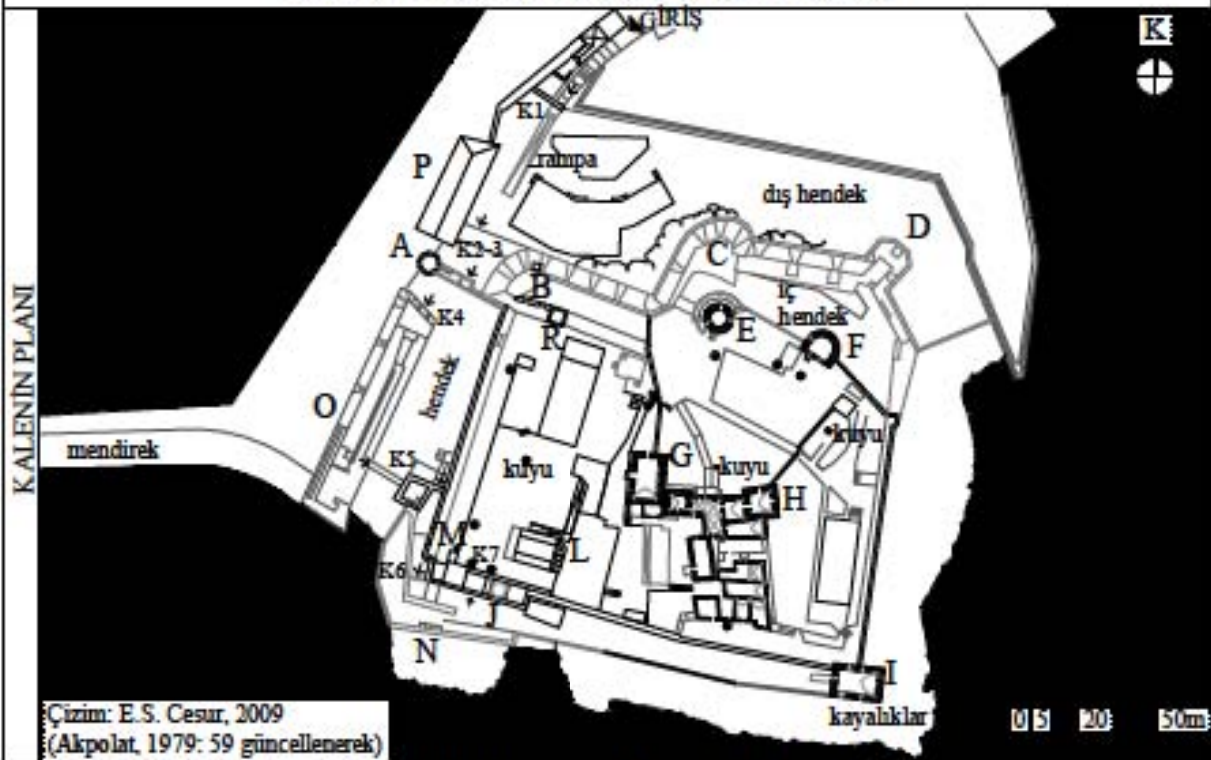 GİRİŞ
K
K1
P
rampa
dış hendek
D
A
K2-3
C
B
iç
hendek
K4
R
E
F
KALENİN PLANI
O
hendek
mendirek
kuyu
K5
kuyu
G
kuyu
H
M
K7
L
K6
J
N
I
kayalıklar
0 5 20 50m
Çizim: E.S. Cesur, 2009
(Akpolat, 1979: 59 güncellenerek)